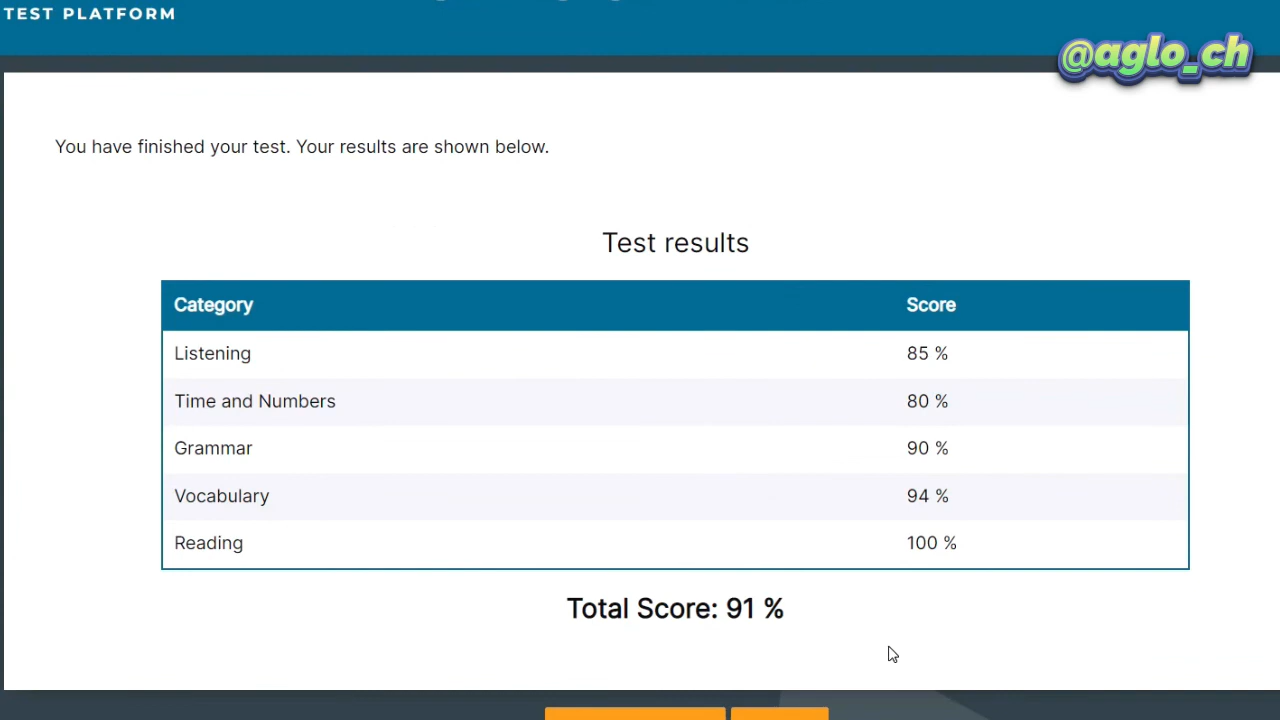 TEST PLATFORM
@aglo_ch
You have finished your test. Your results are shown below.
Test results
Category Score
Listening 85 %
Time and Numbers 80 %
Grammar 90 %
Vocabulary 94 %
Reading 100 %
Total Score: 91 %